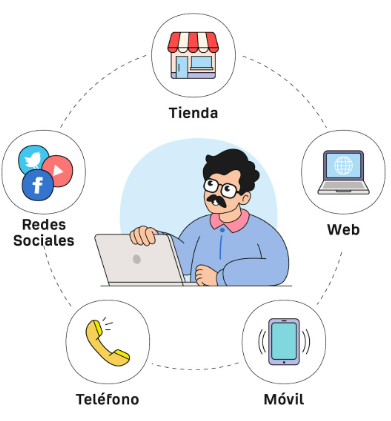 Tienda
Web
Móvil
Teléfono
Redes
Sociales